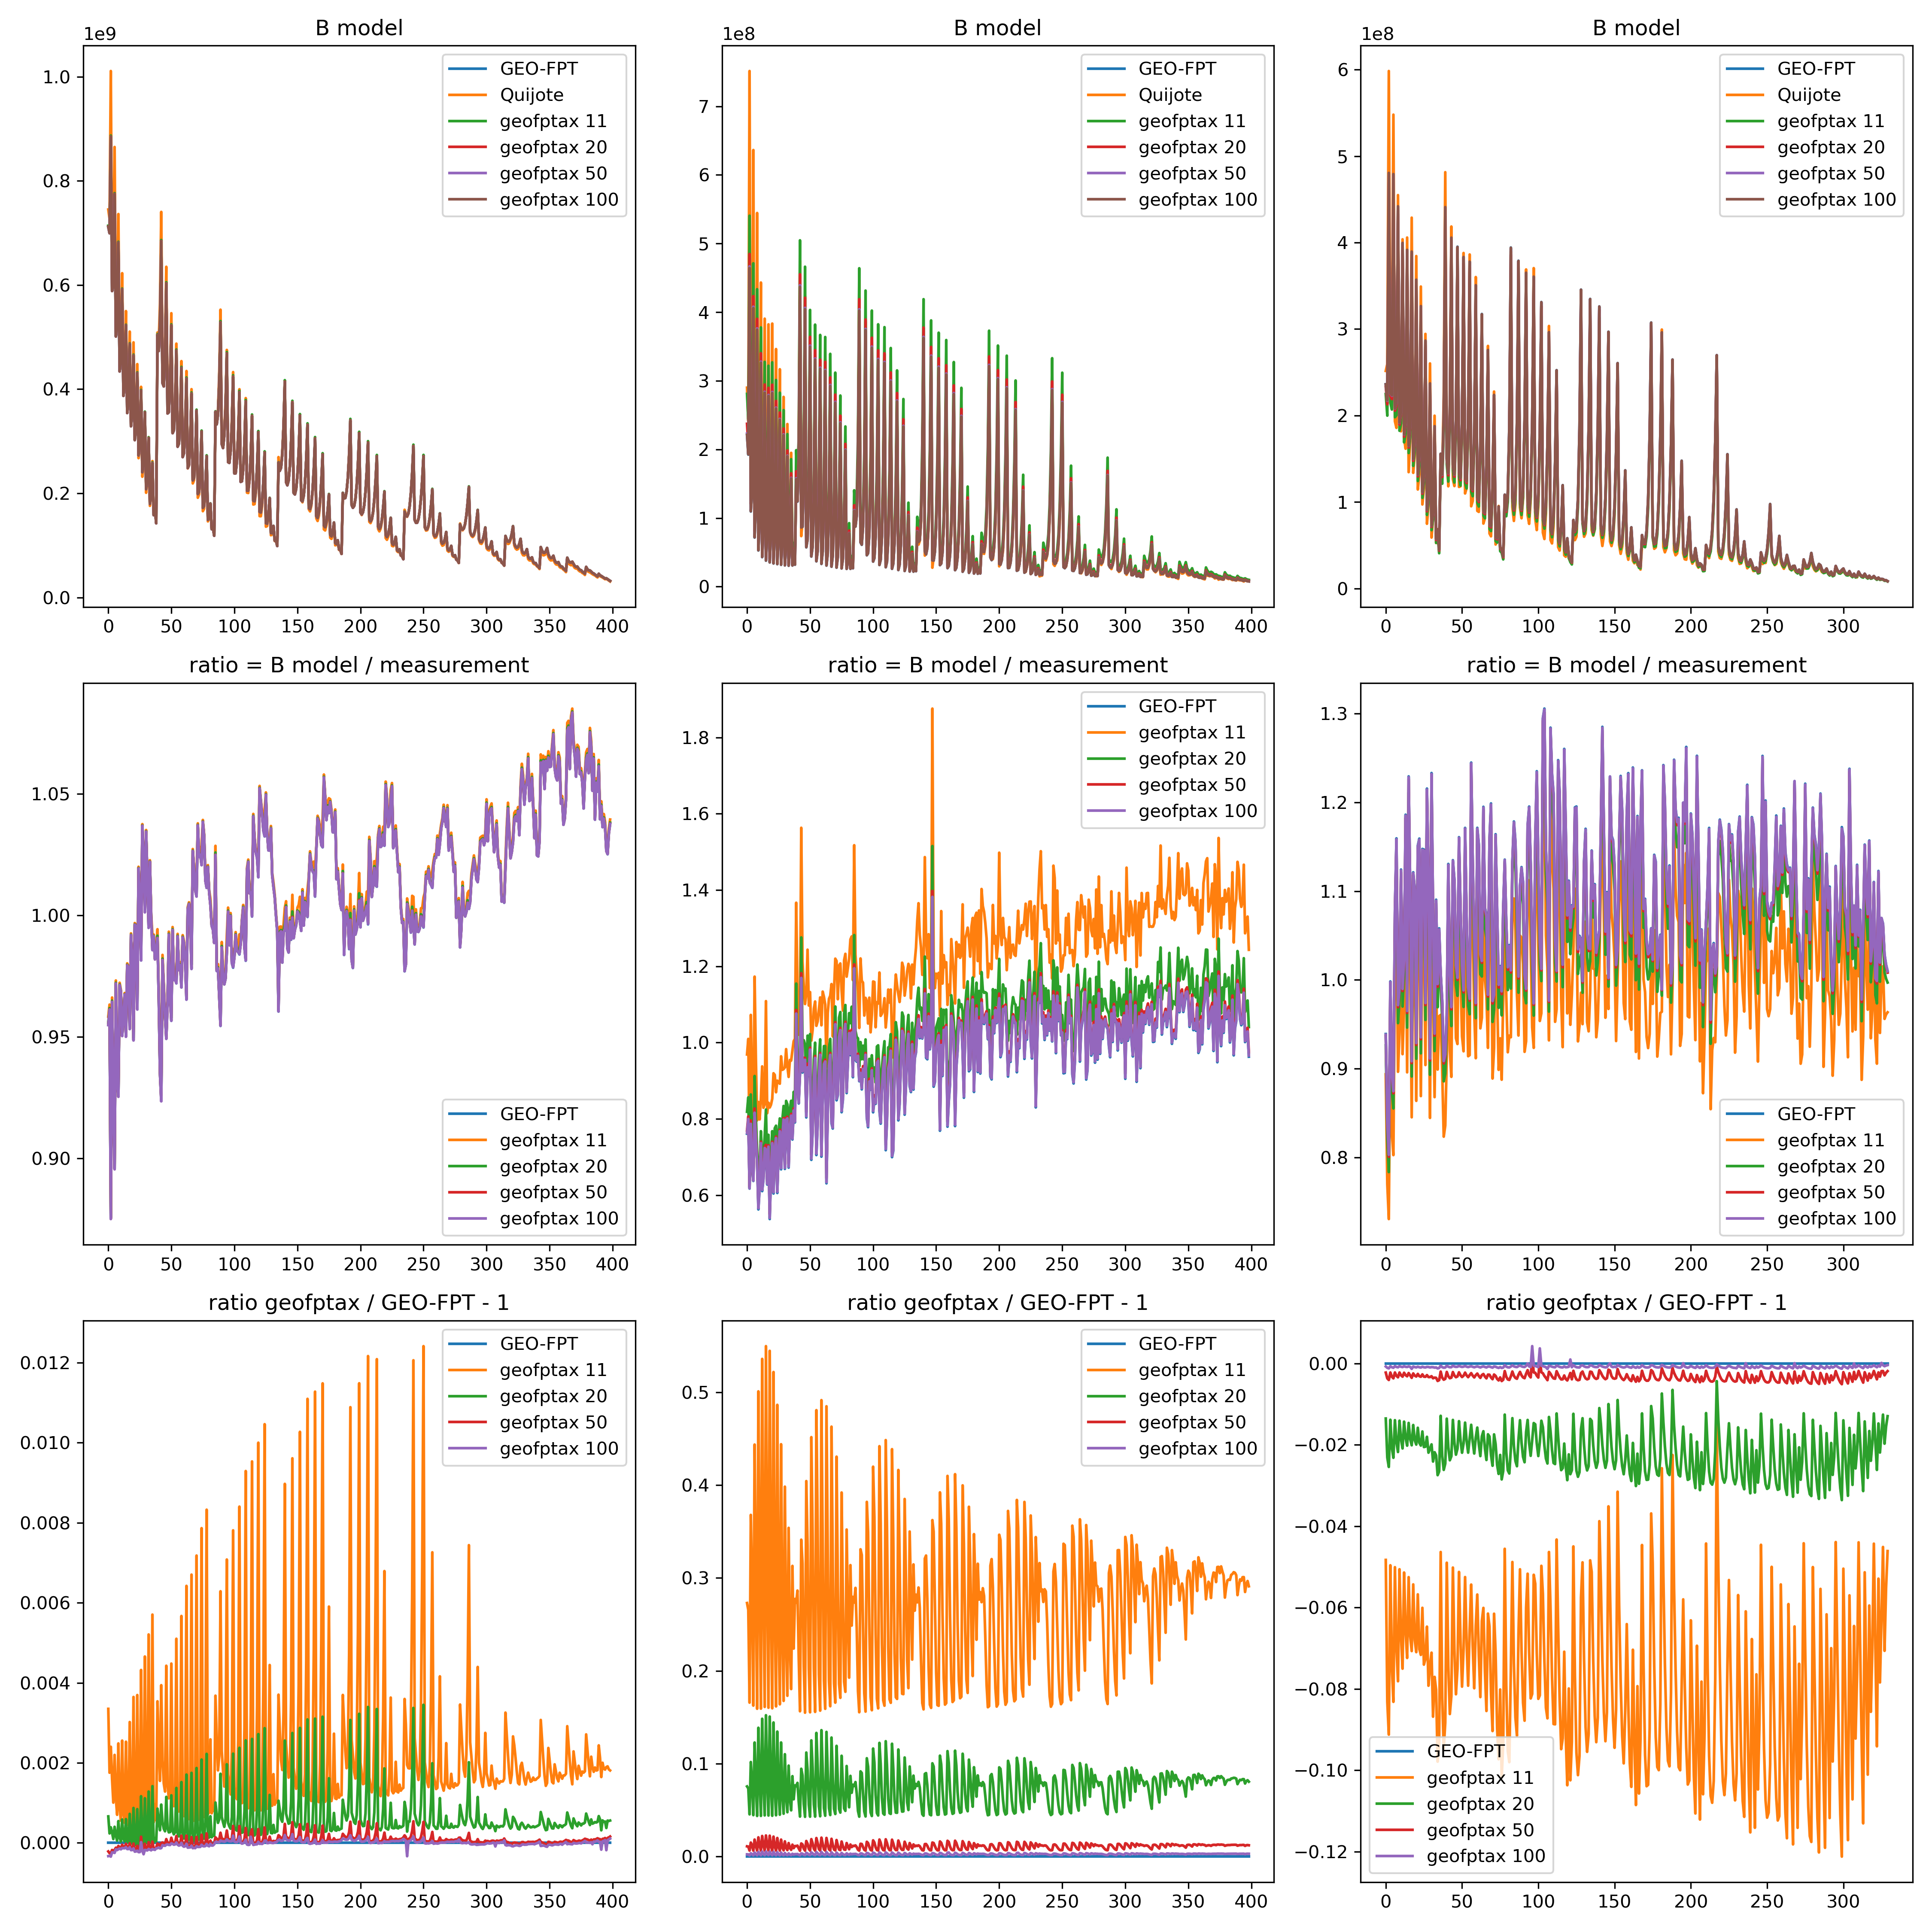 B model
1e9
1.0
0.8
0.6
0.4
0.2
0.0
0 50 100 150 200 250 300 350 400
GEO-FPT
Quijote
geofptax 11
geofptax 20
geofptax 50
geofptax 100
B model
1e8
7
6
5
4
3
2
1
0
0 50 100 150 200 250 300 350 400
GEO-FPT
Quijote
geofptax 11
geofptax 20
geofptax 50
geofptax 100
B model
1e8
6
5
4
3
2
1
0
0 50 100 150 200 250 300
GEO-FPT
Quijote
geofptax 11
geofptax 20
geofptax 50
geofptax 100
ratio = B model / measurement
1.05
1.00
0.95
0.90
0 50 100 150 200 250 300 350 400
GEO-FPT
geofptax 11
geofptax 20
geofptax 50
geofptax 100
ratio = B model / measurement
1.8
1.6
1.4
1.2
1.0
0.8
0.6
0 50 100 150 200 250 300 350 400
GEO-FPT
geofptax 11
geofptax 20
geofptax 50
geofptax 100
ratio = B model / measurement
1.3
1.2
1.1
1.0
0.9
0.8
0 50 100 150 200 250 300
GEO-FPT
geofptax 11
geofptax 20
geofptax 50
geofptax 100
ratio geofptax / GEO-FPT - 1
0.012
0.010
0.008
0.006
0.004
0.002
0.000
0 50 100 150 200 250 300 350 400
GEO-FPT
geofptax 11
geofptax 20
geofptax 50
geofptax 100
ratio geofptax / GEO-FPT - 1
0.5
0.4
0.3
0.2
0.1
0.0
0 50 100 150 200 250 300 350 400
GEO-FPT
geofptax 11
geofptax 20
geofptax 50
geofptax 100
ratio geofptax / GEO-FPT - 1
0.00
−0.02
−0.04
−0.06
−0.08
−0.10
−0.12
0 50 100 150 200 250 300
GEO-FPT
geofptax 11
geofptax 20
geofptax 50
geofptax 100